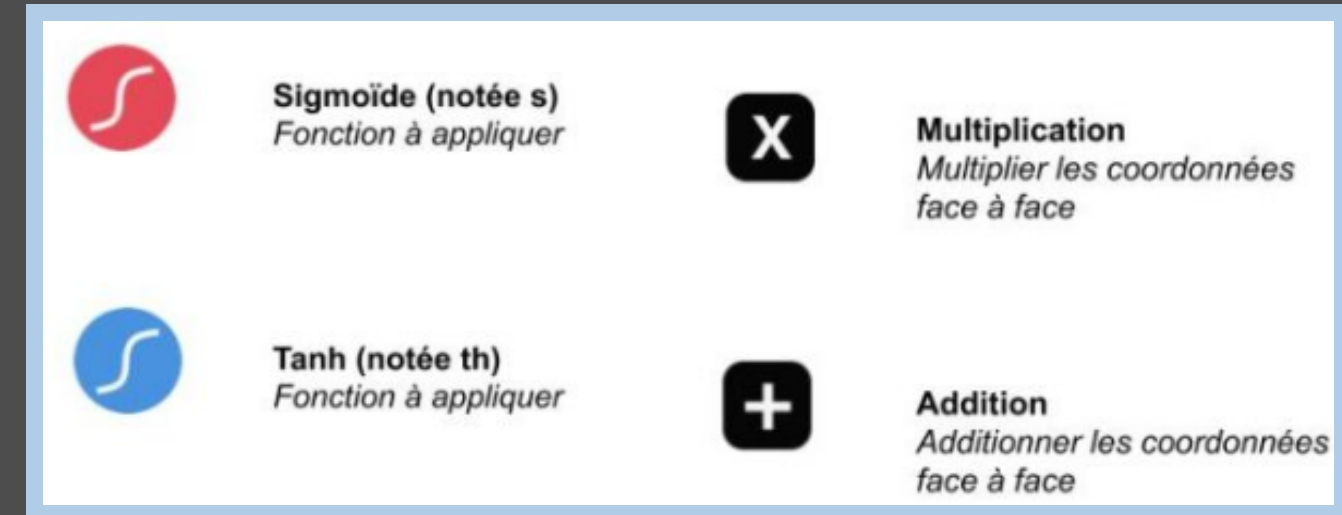 Sigmoïde (notée s)
Fonction à appliquer
X
Multiplication
Multiplier les coordonnées
face à face
Tanh (notée th)
Fonction à appliquer
+
Addition
Additionner les coordonnées
face à face